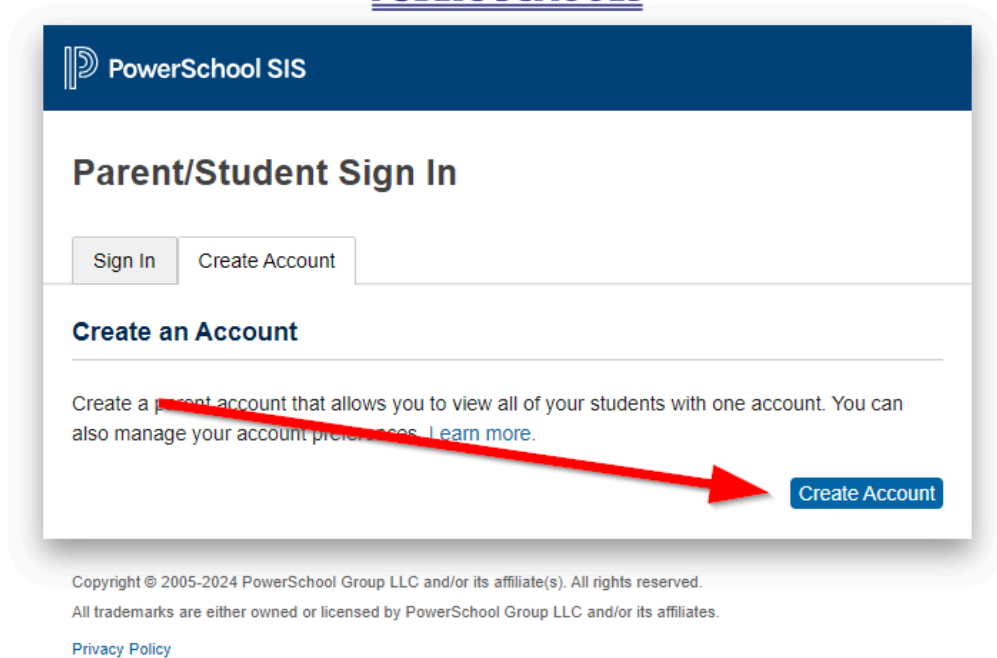 PowerSchool SIS
Parent/Student Sign In
Sign In
Create Account
Create an Account
Create a parent account that allows you to view all of your students with one account. You can
also manage your account preferences. Learn more.
Create Account
Copyright © 2005-2024 PowerSchool Group LLC and/or its affiliate(s). All rights reserved.
All trademarks are either owned or licensed by PowerSchool Group LLC and/or its affiliates.
Privacy Policy